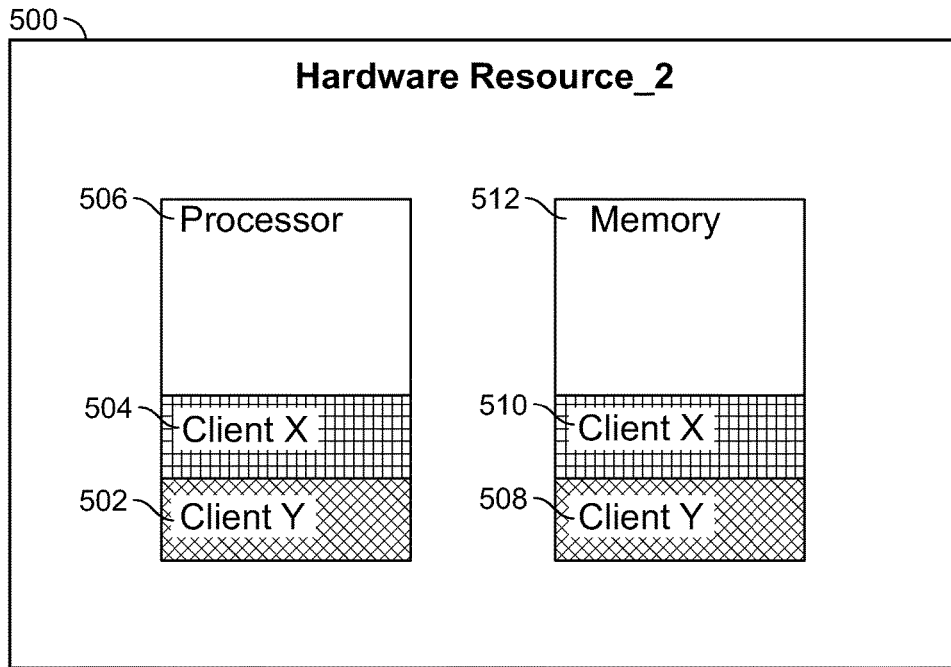 500
Hardware Resource_2
506 Processor
512 Memory
504 Client X
510 Client X
502 Client Y
508 Client Y